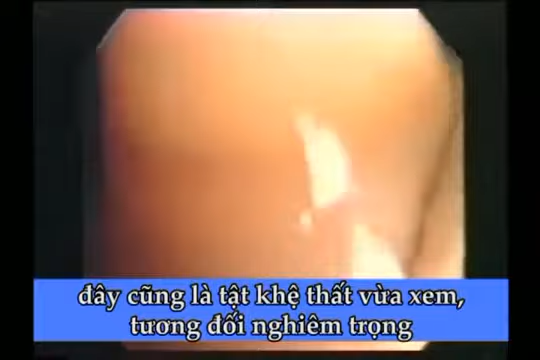 đây cũng là tật khệ thất vừa xem,
tương đối nghiêm trọng